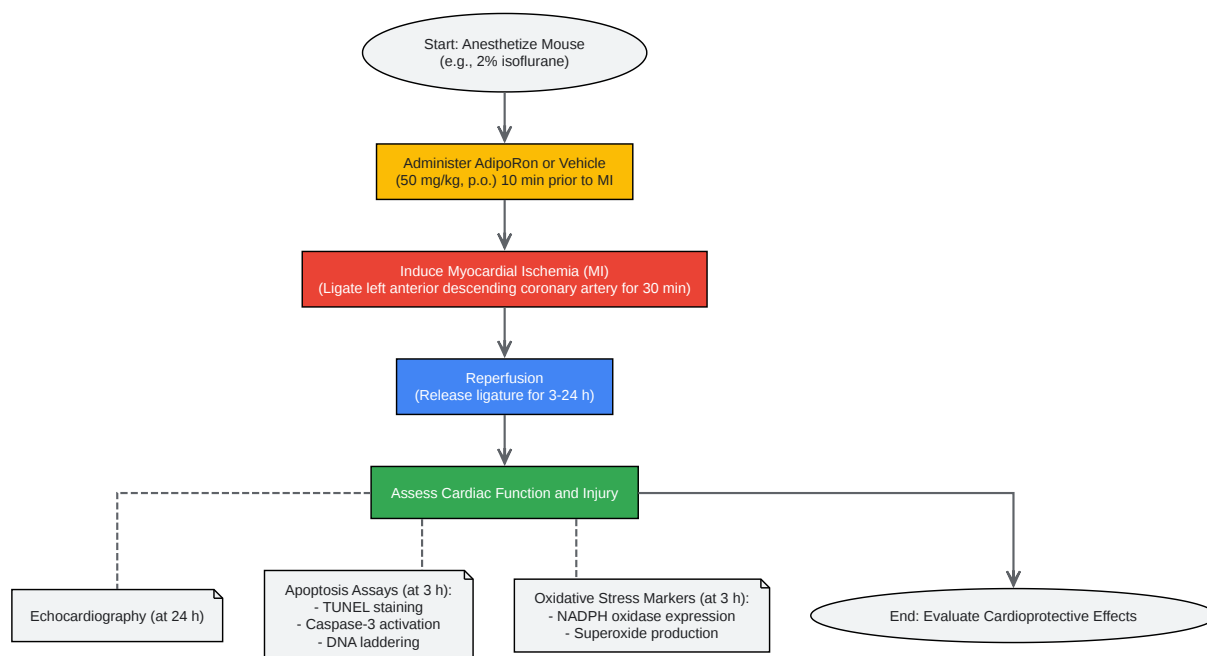 Start: Anesthetize Mouse
(e.g., 2% isoflurane)
Administer AdipoRon or Vehicle
(50 mg/kg, p.o.) 10 min prior to MI
Induce Myocardial Ischemia (MI)
(Ligate left anterior descending coronary artery for 30 min)
Reperfusion
(Release ligature for 3-24 h)
Assess Cardiac Function and Injury
Echocardiography (at 24 h)
Apoptosis Assays (at 3 h):
- TUNEL staining
- Caspase-3 activation
- DNA laddering
Oxidative Stress Markers (at 3 h):
- NADPH oxidase expression
- Superoxide production
End: Evaluate Cardioprotective Effects